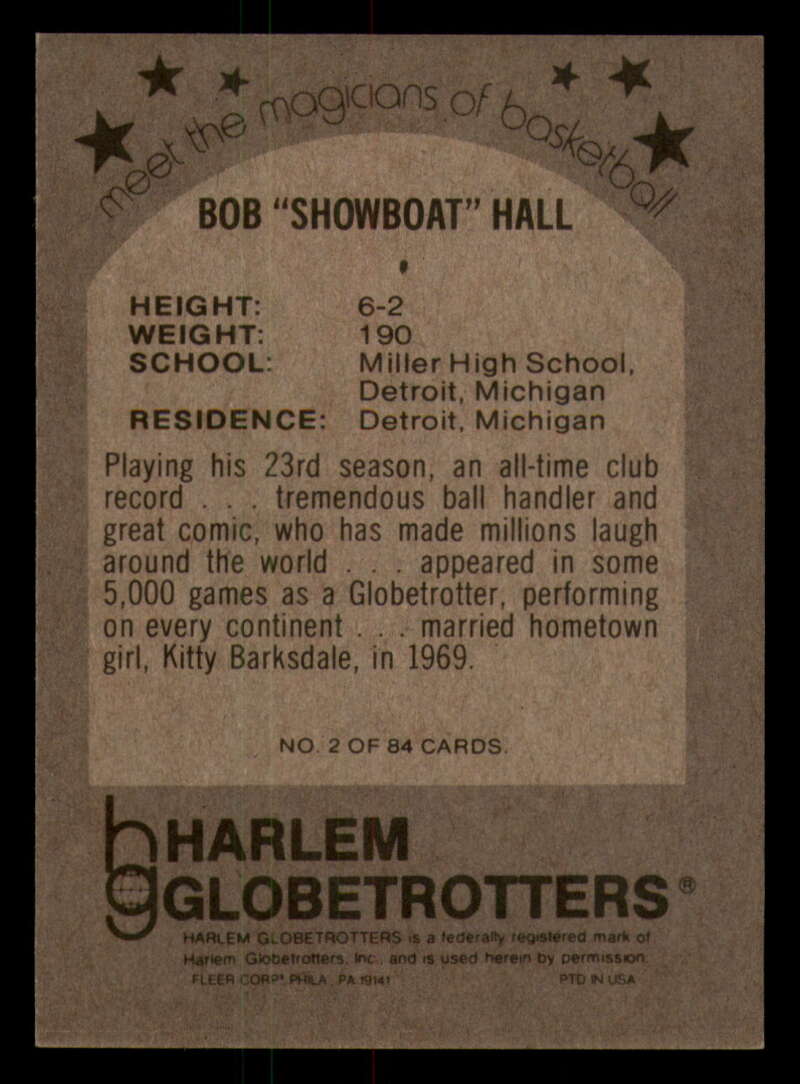 meet the magicians of basketball
BOB “SHOWBOAT” HALL
HEIGHT: 6-2
WEIGHT: 190
SCHOOL: Miller High School,
Detroit, Michigan
RESIDENCE: Detroit, Michigan
Playing his 23rd season, an all-time club
record . . . tremendous ball handler and
great comic, who has made millions laugh
around the world . . . appeared in some
5,000 games as a Globetrotter, performing
on every continent . . . married hometown
girl, Kitty Barksdale, in 1969.
NO. 2 OF 84 CARDS.
hg HARLEM
GLOBETROTTERS®
HARLEM GLOBETROTTERS is a federally registered mark of
Harlem Globetrotters, Inc., and is used herein by permission.
FLEER CORP. PHILA., PA 19141 PTD IN USA